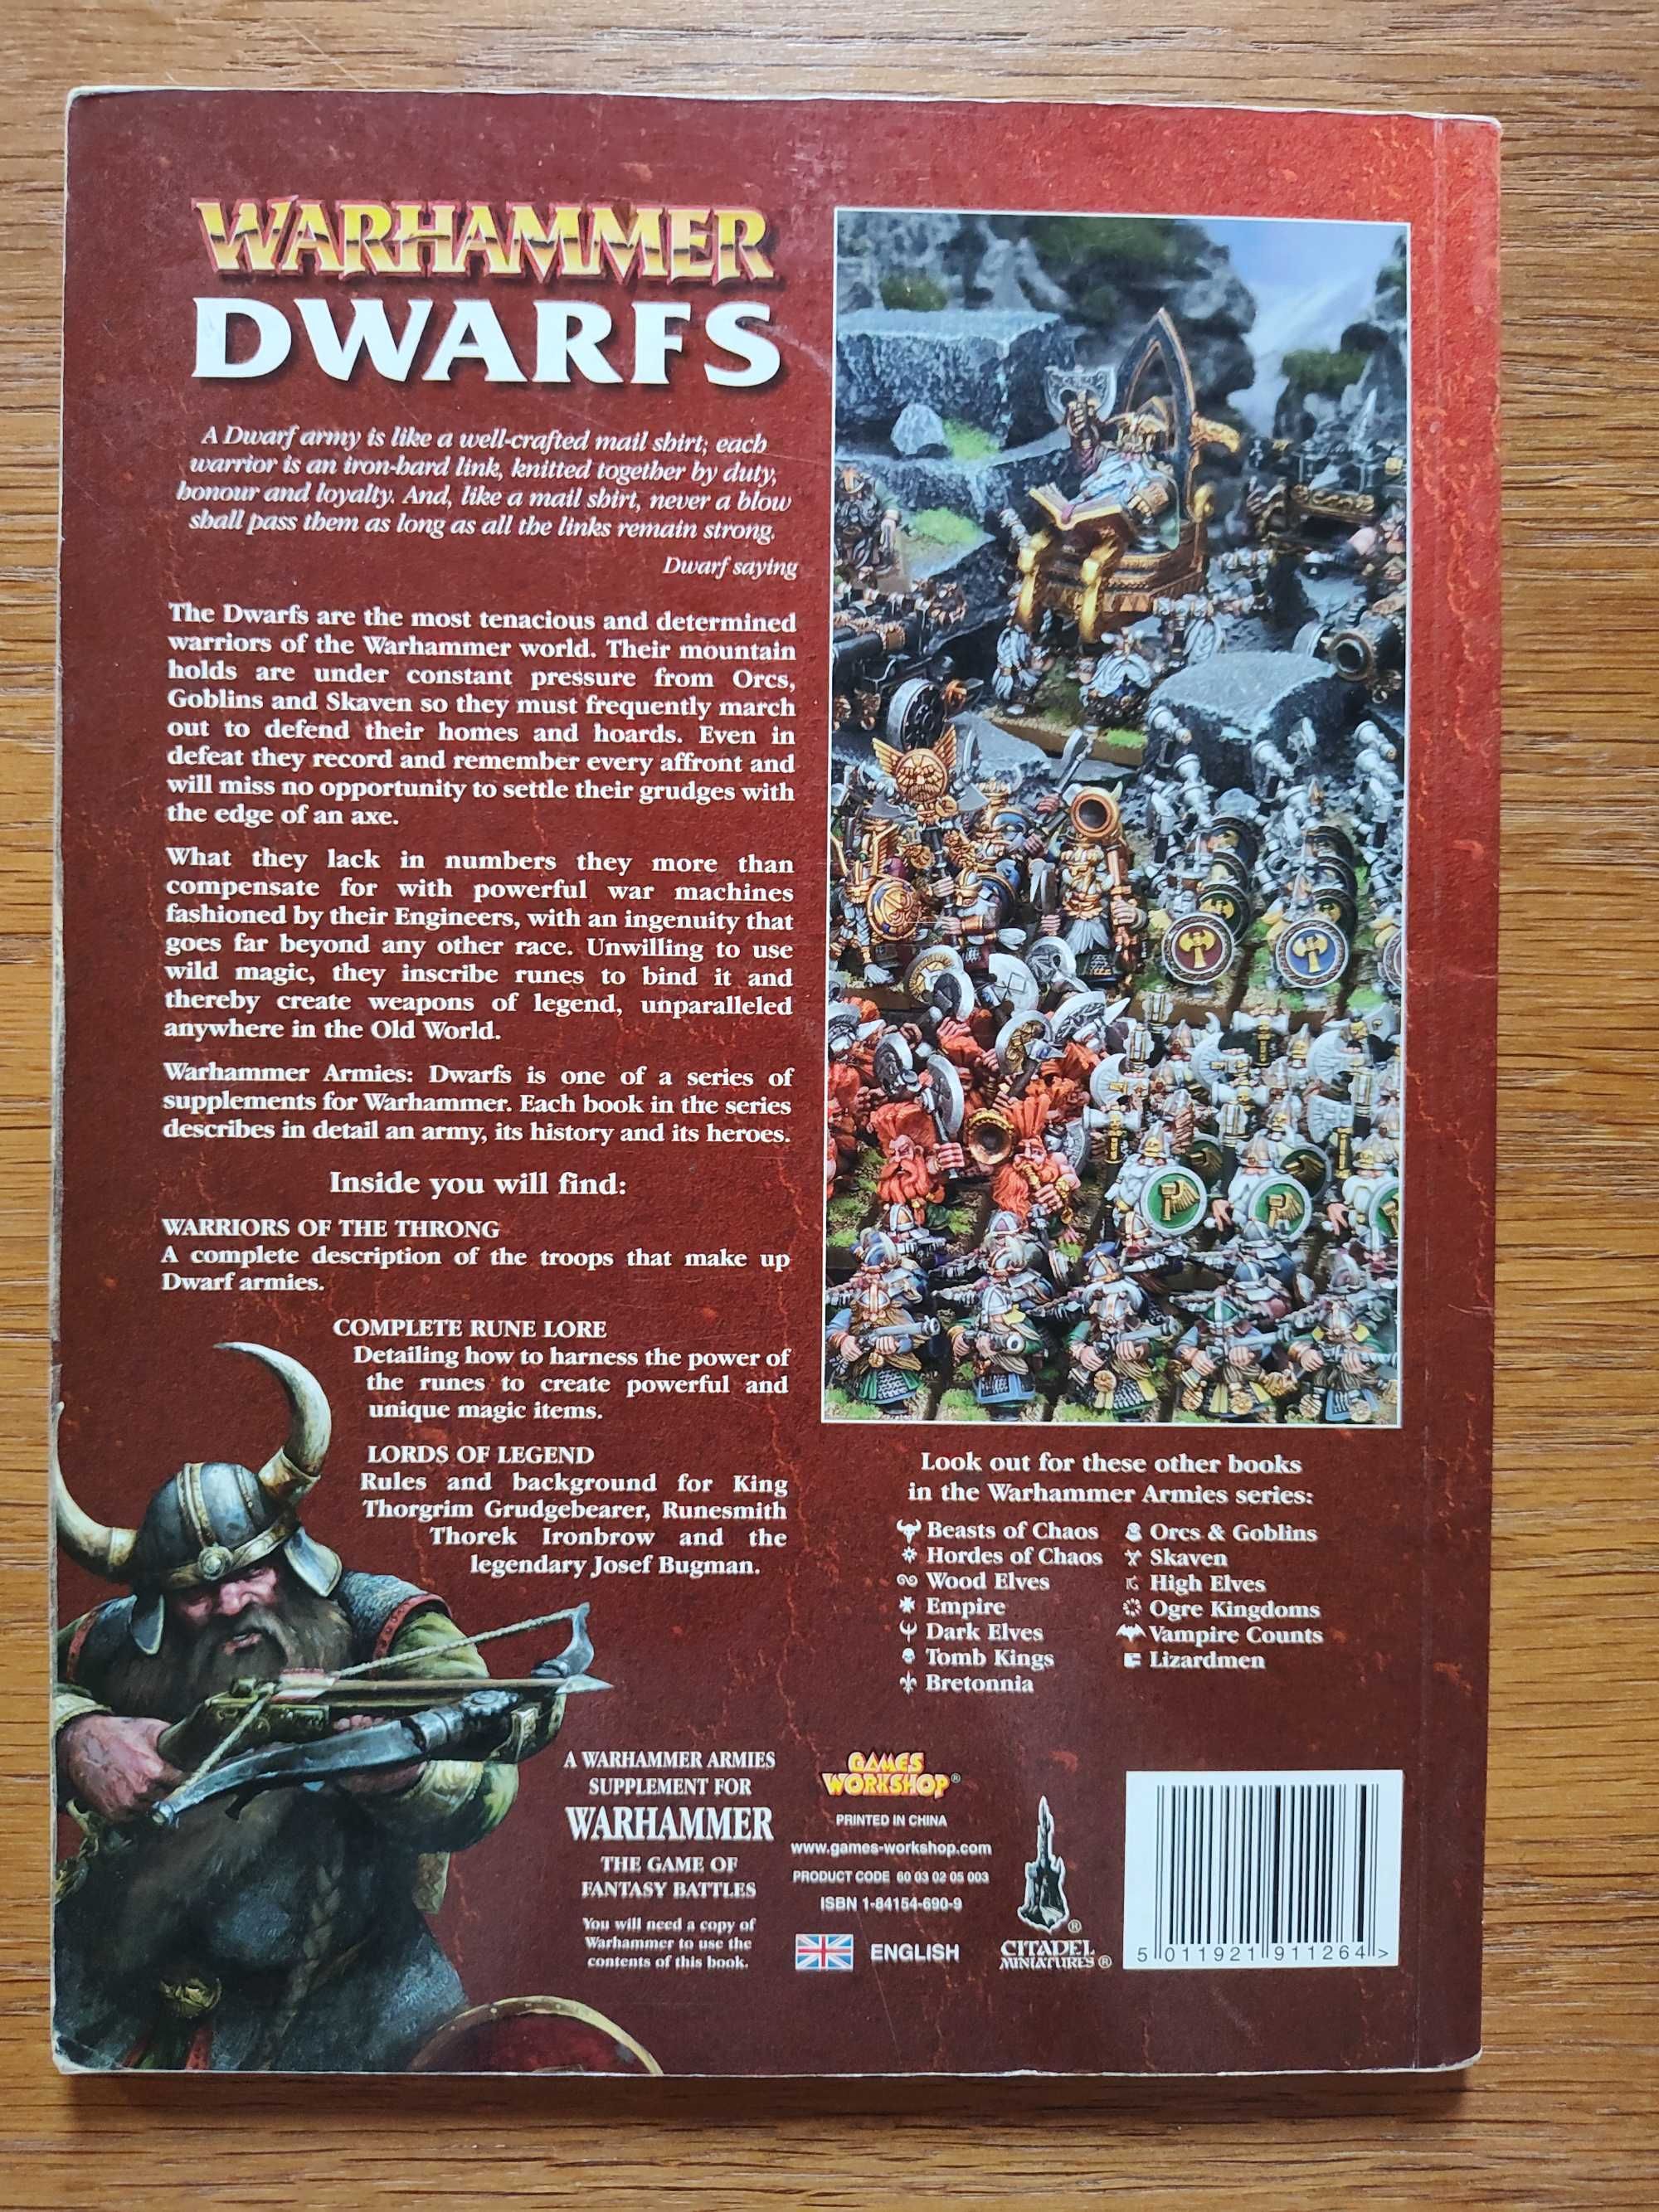 WARHAMMER
DWARFS
A Dwarf army is like a well-crafted mail shirt; each
warrior is an iron-hard link, knitted together by duty,
honour and loyalty. And, like a mail shirt, never a blow
shall pass them as long as all the links remain strong.
Dwarf saying
The Dwarfs are the most tenacious and determined
warriors of the Warhammer world. Their mountain
holds are under constant pressure from Orcs,
Goblins and Skaven so they must frequently march
out to defend their homes and hoards. Even in
defeat they record and remember every affront and
will miss no opportunity to settle their grudges with
the edge of an axe.
What they lack in numbers they more than
compensate for with powerful war machines
fashioned by their Engineers, with an ingenuity that
goes far beyond any other race. Unwilling to use
wild magic, they inscribe runes to bind it and
thereby create weapons of legend, unparalleled
anywhere in the Old World.
Warhammer Armies: Dwarfs is one of a series of
supplements for Warhammer. Each book in the series
describes in detail an army, its history and its heroes.
Inside you will find:
WARRIORS OF THE THRONG
A complete description of the troops that make up
Dwarf armies.
COMPLETE RUNE LORE
Detailing how to harness the power of
the runes to create powerful and
unique magic items.
LORDS OF LEGEND
Rules and background for King
Thorgrim Grudgebearer, Runesmith
Thorek Ironbrow and the
legendary Josef Bugman.
Look out for these other books
in the Warhammer Armies series:
Beasts of Chaos
Hordes of Chaos
Wood Elves
Empire
Dark Elves
Tomb Kings
Bretonnia
Orcs & Goblins
Skaven
High Elves
Ogre Kingdoms
Vampire Counts
Lizardmen
A WARHAMMER ARMIES
SUPPLEMENT FOR
WARHAMMER
THE GAME OF
FANTASY BATTLES
You will need a copy of
Warhammer to use the
contents of this book.
GAMES
WORKSHOP®
PRINTED IN CHINA
www.games-workshop.com
PRODUCT CODE 60 03 02 05 003
ISBN 1-84154-690-9
ENGLISH
®
CITADEL
MINIATURES®
5 011921 911264 >